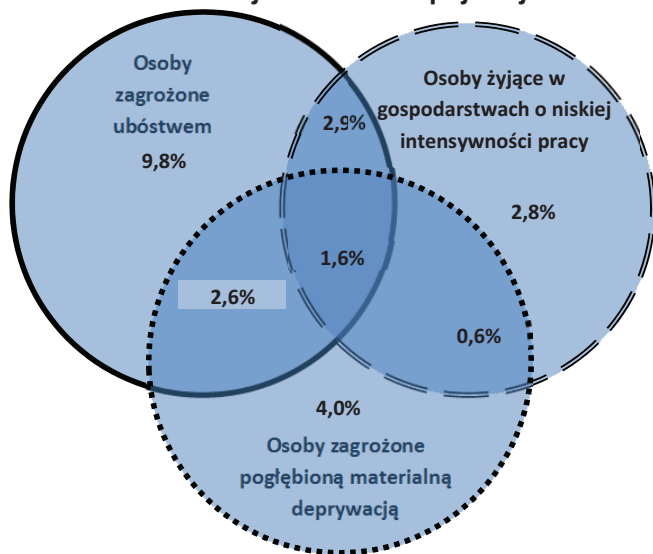 Osoby
zagrożone
ubóstwem
9,8%
2,9%
Osoby żyjące w
gospodarstwach o niskiej
intensywności pracy
2,8%
1,6%
2,6%
0,6%
4,0%
Osoby zagrożone
pogłębioną materialną
deprywacją